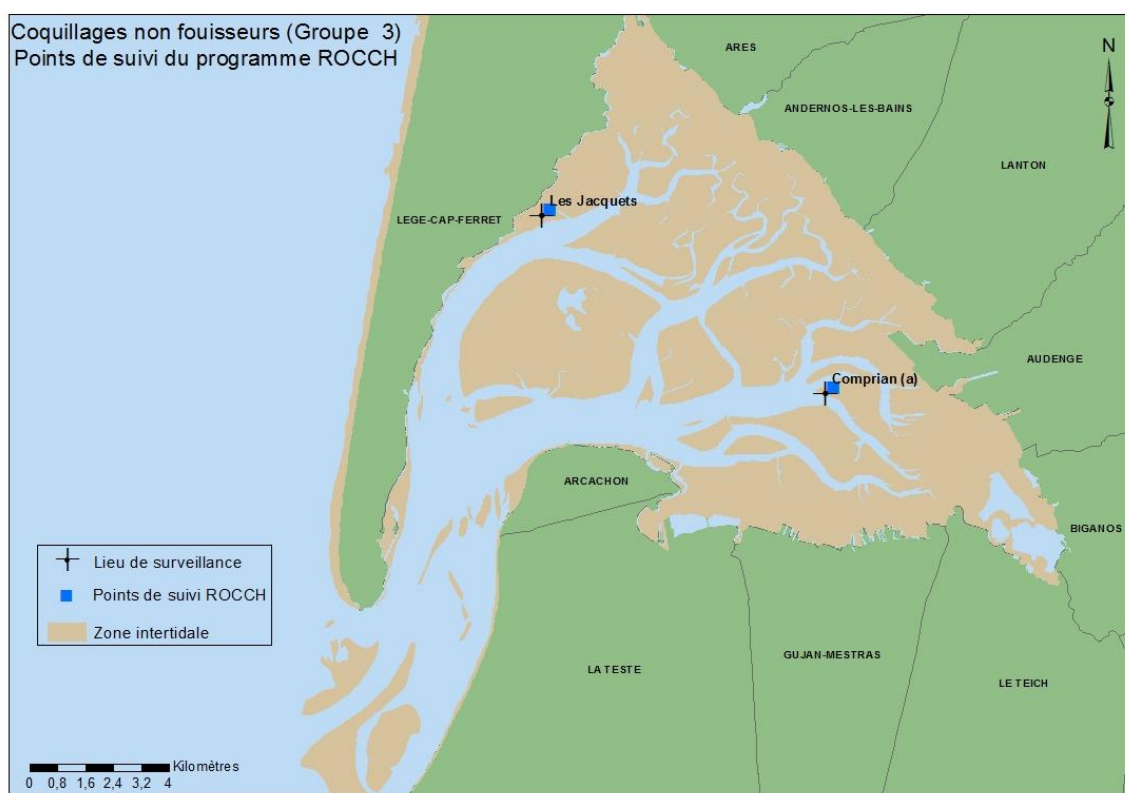 Coquillages non fouisseurs (Groupe 3)
Points de suivi du programme ROCCH
ARES
N
ANDERNOS-LES-BAINS
LANTON
Les Jacquets
LEGE-CAP-FERRET
AUDENGE
Comprian (a)
ARCACHON
BIGANOS
Lieu de surveillance
Points de suivi ROCCH
Zone intertidale
GUJAN-MESTRAS
LA TESTE
LE TEICH
Kilomètres
0 0,8 1,6 2,4 3,2 4